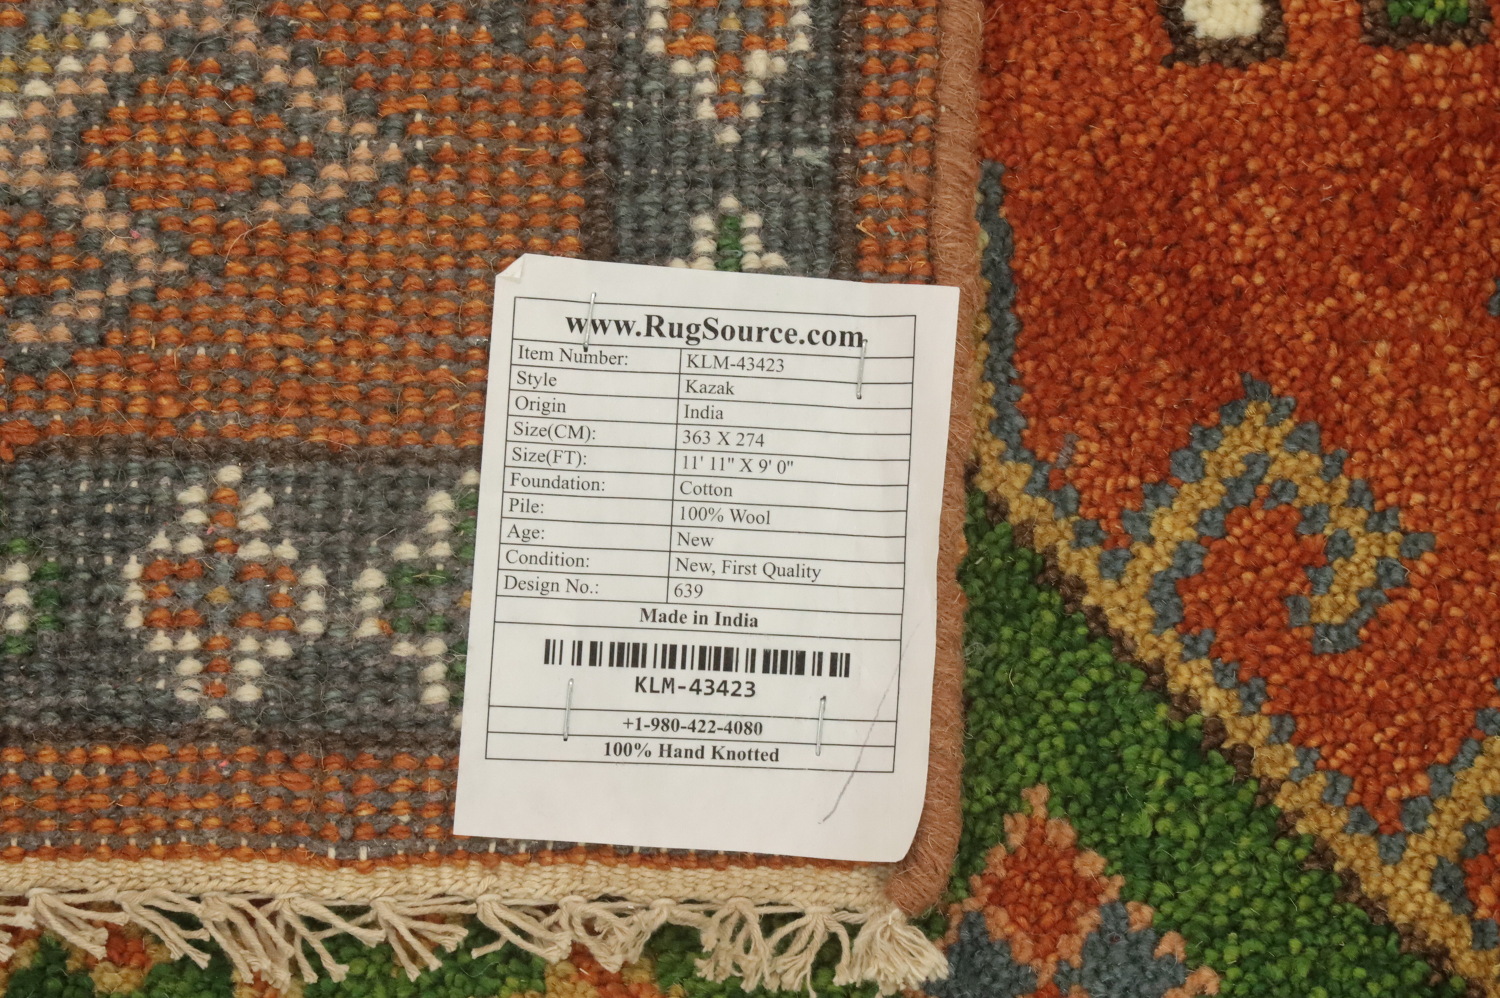 www.RugSource.com
Item Number: KLM-43423
Style Kazak
Origin India
Size(CM): 363 X 274
Size(FT): 11' 11" X 9' 0"
Foundation: Cotton
Pile: 100% Wool
Age: New
Condition: New, First Quality
Design No.: 639
Made in India
KLM-43423
+1-980-422-4080
100% Hand Knotted